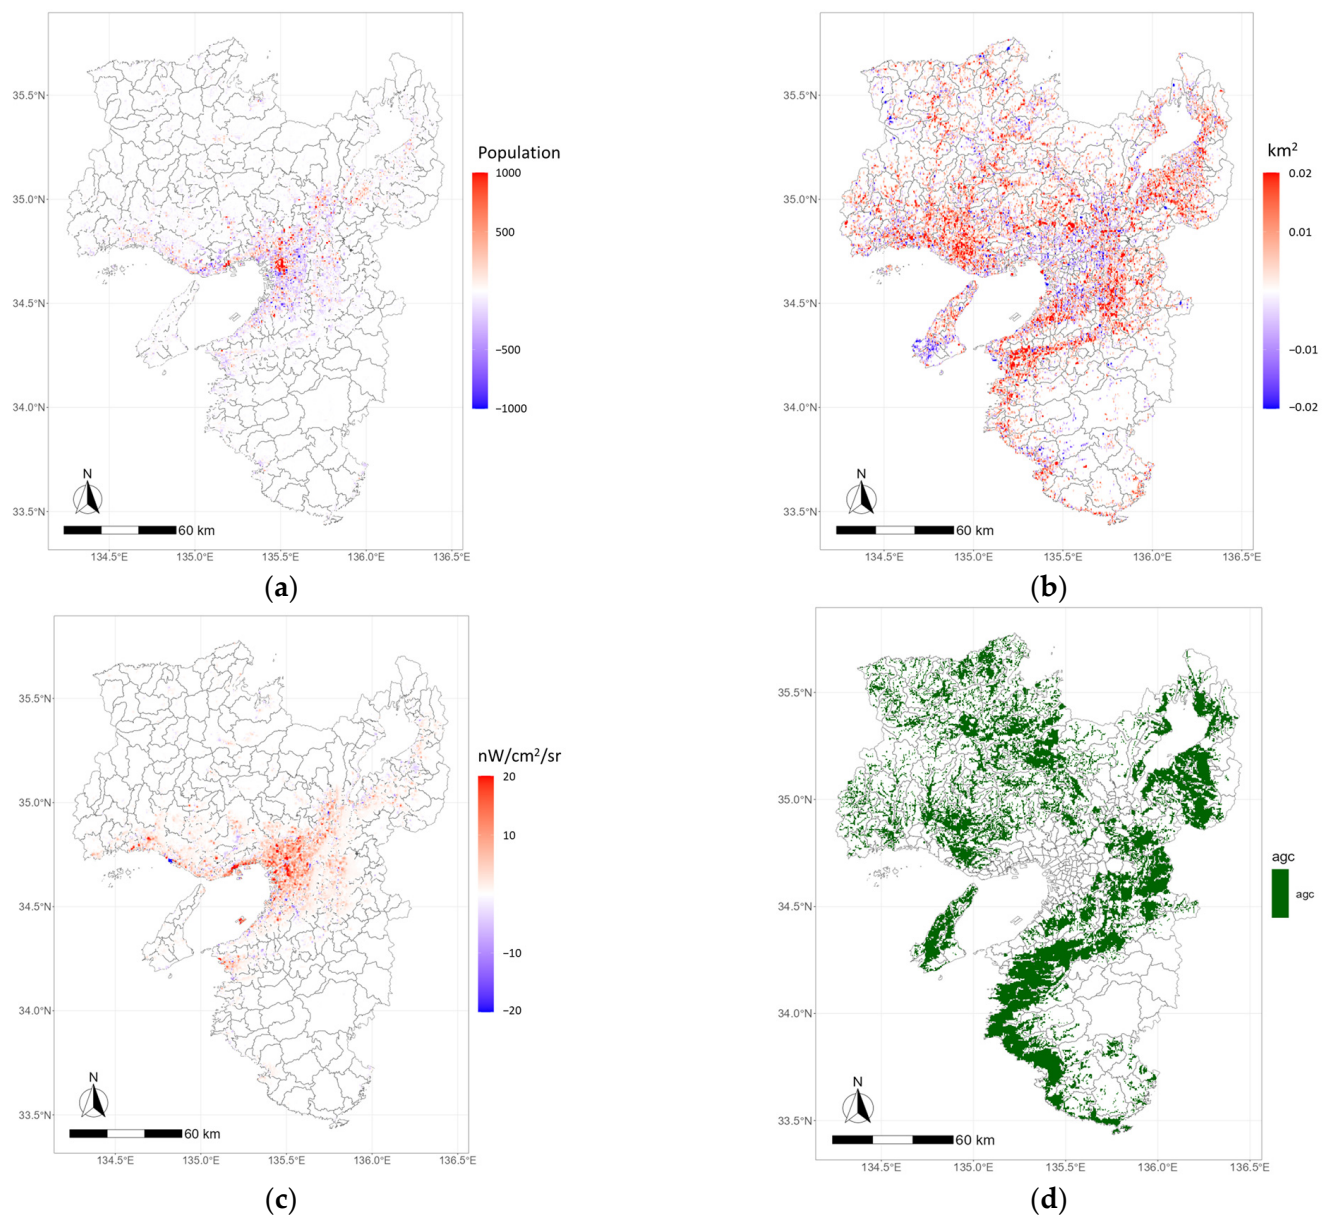 35.5°N
35.0°N
34.5°N
34.0°N
33.5°N
134.5°E
135.0°E
135.5°E
136.0°E
136.5°E
N
60 km
Population
1000
500
−500
−1000
(a)
35.5°N
35.0°N
34.5°N
34.0°N
33.5°N
134.5°E
135.0°E
135.5°E
136.0°E
136.5°E
N
60 km
km²
0.02
0.01
−0.01
−0.02
(b)
35.5°N
35.0°N
34.5°N
34.0°N
33.5°N
134.5°E
135.0°E
135.5°E
136.0°E
136.5°E
N
60 km
nW/cm²/sr
20
10
−10
−20
(c)
35.5°N
35.0°N
34.5°N
34.0°N
33.5°N
134.5°E
135.0°E
135.5°E
136.0°E
136.5°E
N
60 km
agc
agc
(d)